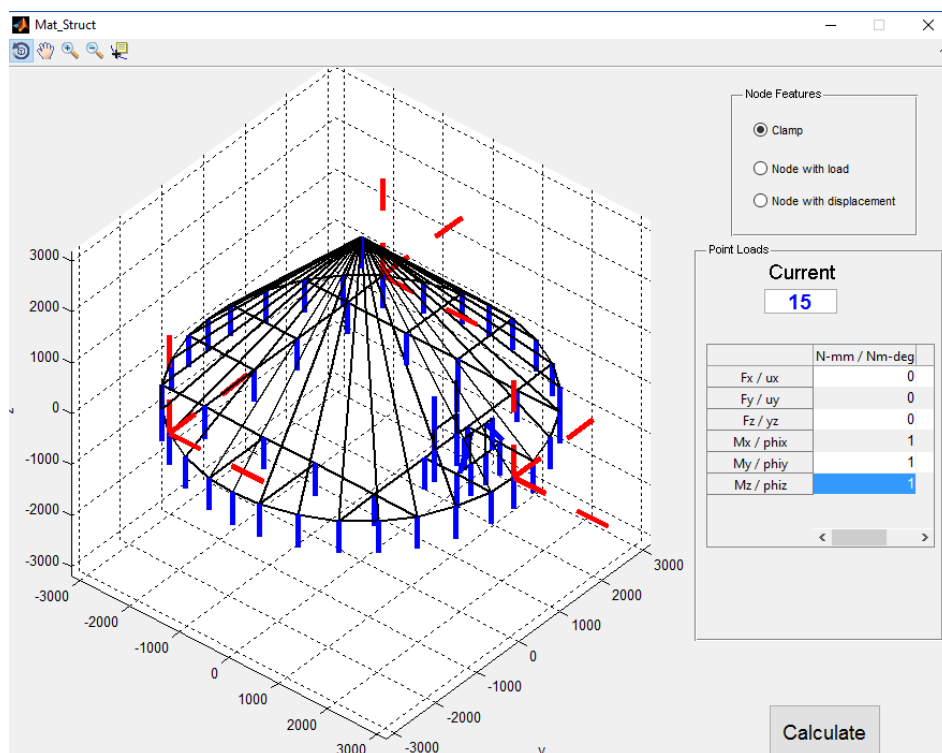 Mat_Struct
Node Features
Clamp
Node with load
Node with displacement
Point Loads
Current
15
N-mm / Nm-deg
Fx / ux 0
Fy / uy 0
Fz / yz 0
Mx / phix 1
My / phiy 1
Mz / phiz 1
Calculate
3000
2000
1000
0
-1000
-2000
-3000
-3000
-2000
-1000
0
1000
2000
3000
3000
2000
1000
0
-1000
-2000
-3000